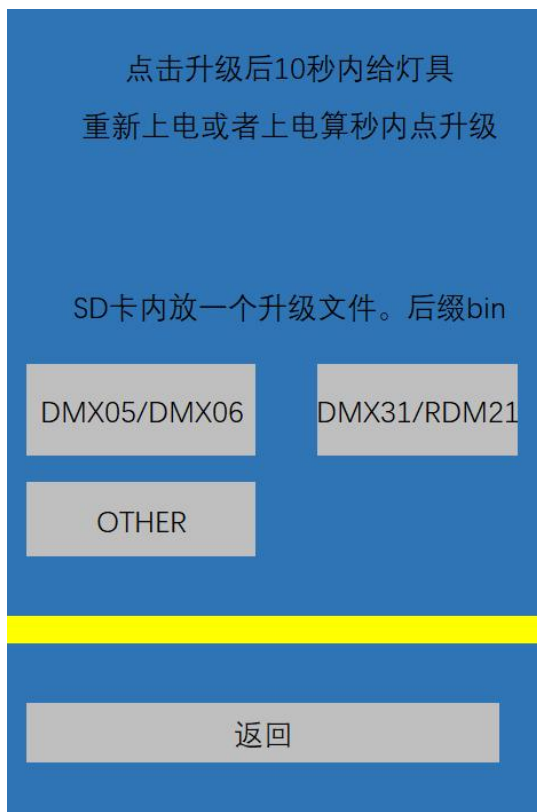 点击升级后10秒内给灯具
重新上电或者上电算秒内点升级
SD卡内放一个升级文件。后缀bin
DMX05/DMX06
DMX31/RDM21
OTHER
返回